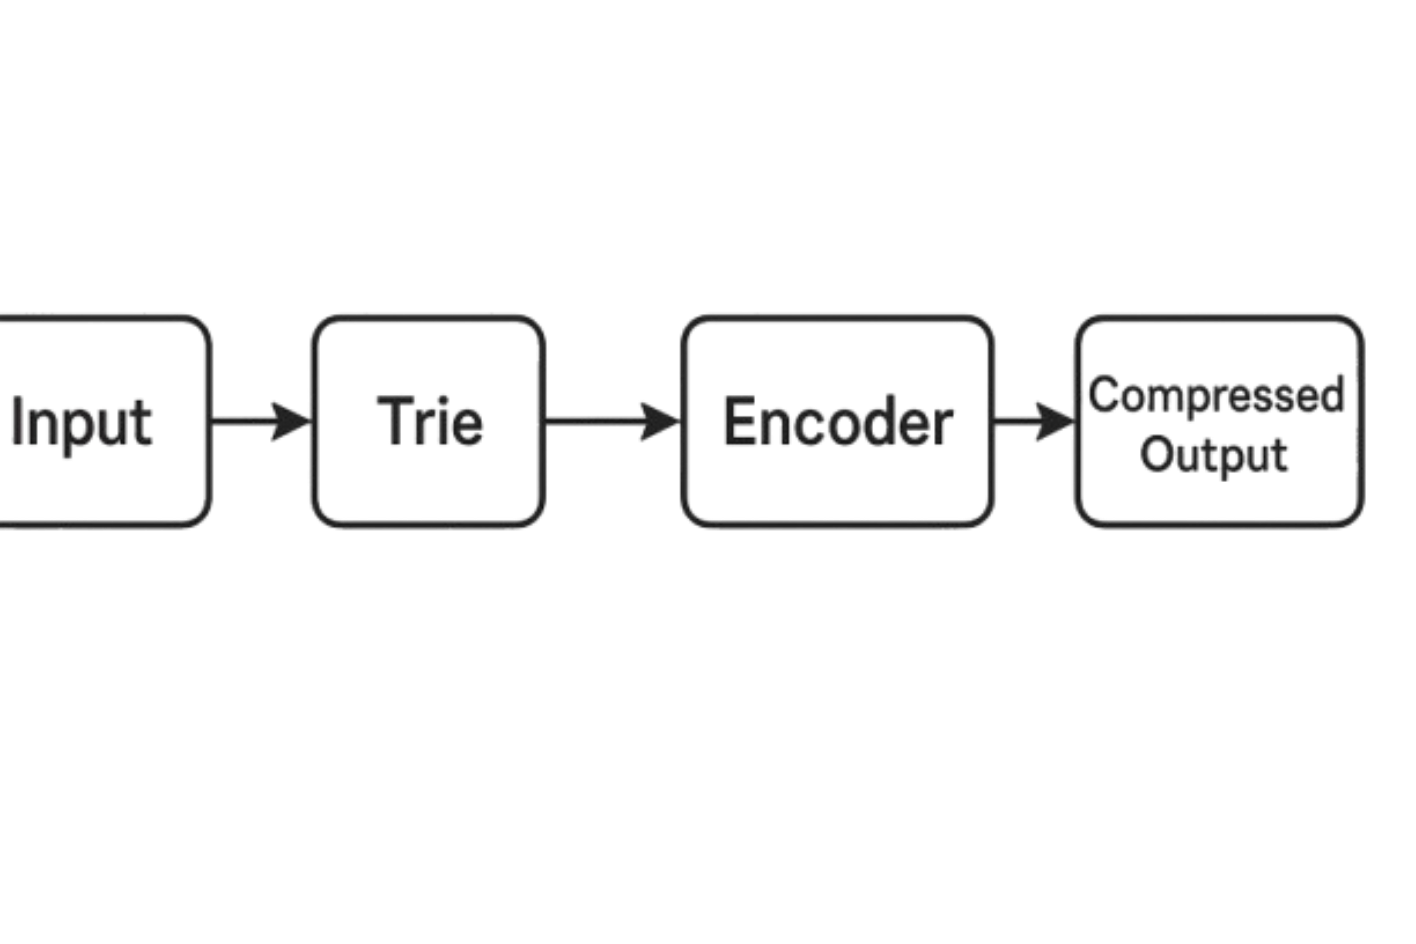 Input
Trie
Encoder
Compressed
Output